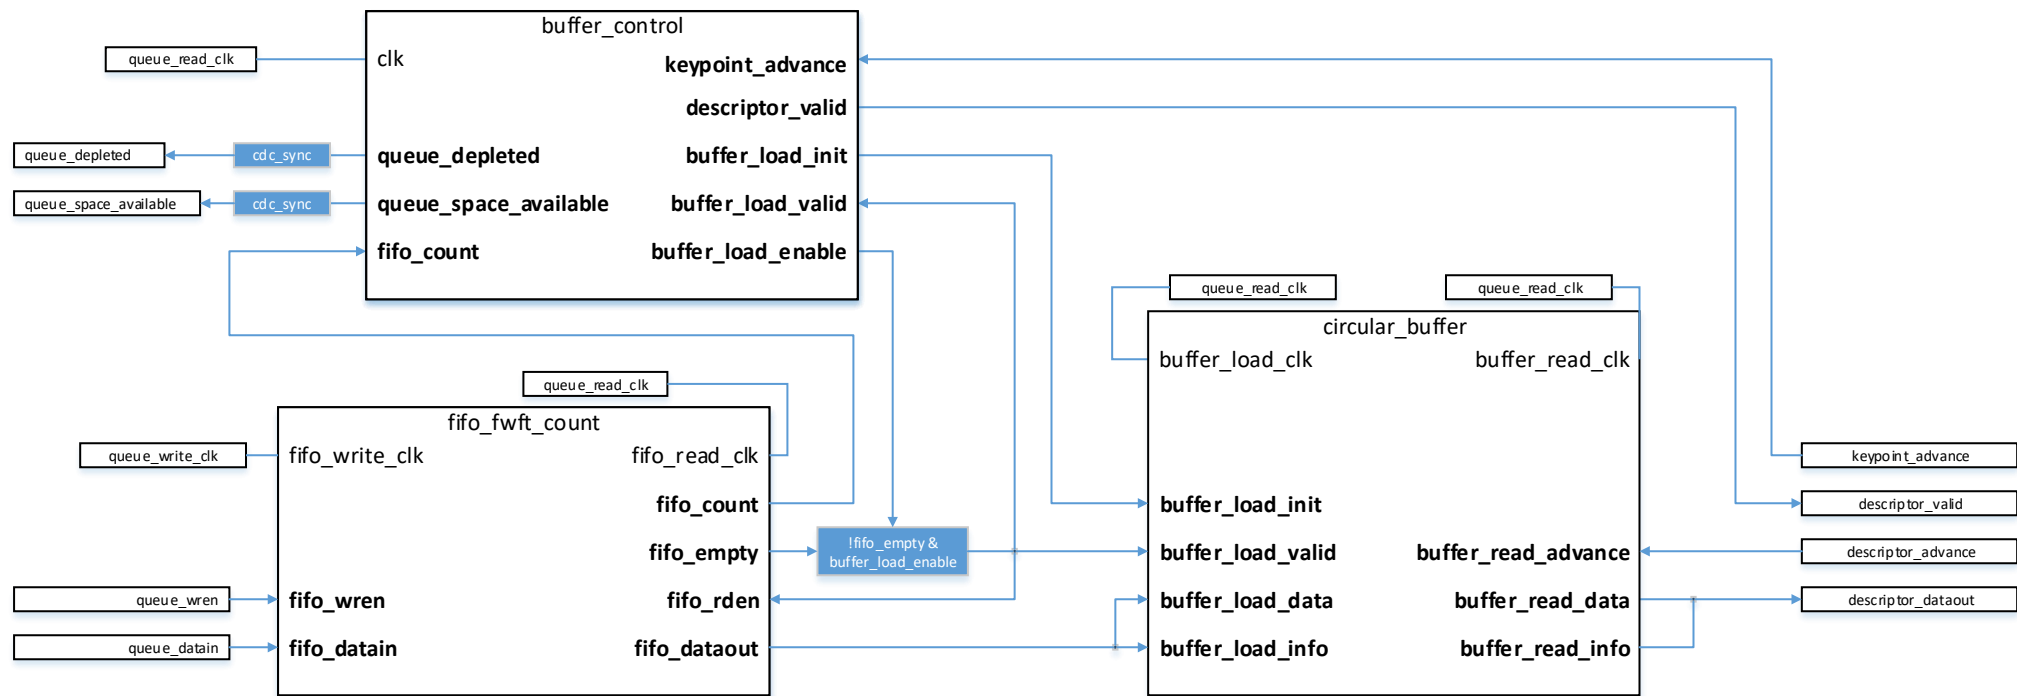 buffer_control
queue_read_clk
clk
keypoint_advance
descriptor_valid
queue_depleted
cdc_sync
queue_depleted
buffer_load_init
queue_space_available
cdc_sync
queue_space_available
buffer_load_valid
fifo_count
buffer_load_enable
queue_read_clk
queue_read_clk
circular_buffer
buffer_load_clk
buffer_read_clk
queue_read_clk
fifo_fwft_count
queue_write_clk
fifo_write_clk
fifo_read_clk
keypoint_advance
fifo_count
buffer_load_init
descriptor_valid
fifo_empty
!fifo_empty &
buffer_load_enable
buffer_load_valid
buffer_read_advance
descriptor_advance
queue_wren
fifo_wren
fifo_rden
buffer_load_data
buffer_read_data
descriptor_dataout
queue_datain
fifo_datain
fifo_dataout
buffer_load_info
buffer_read_info